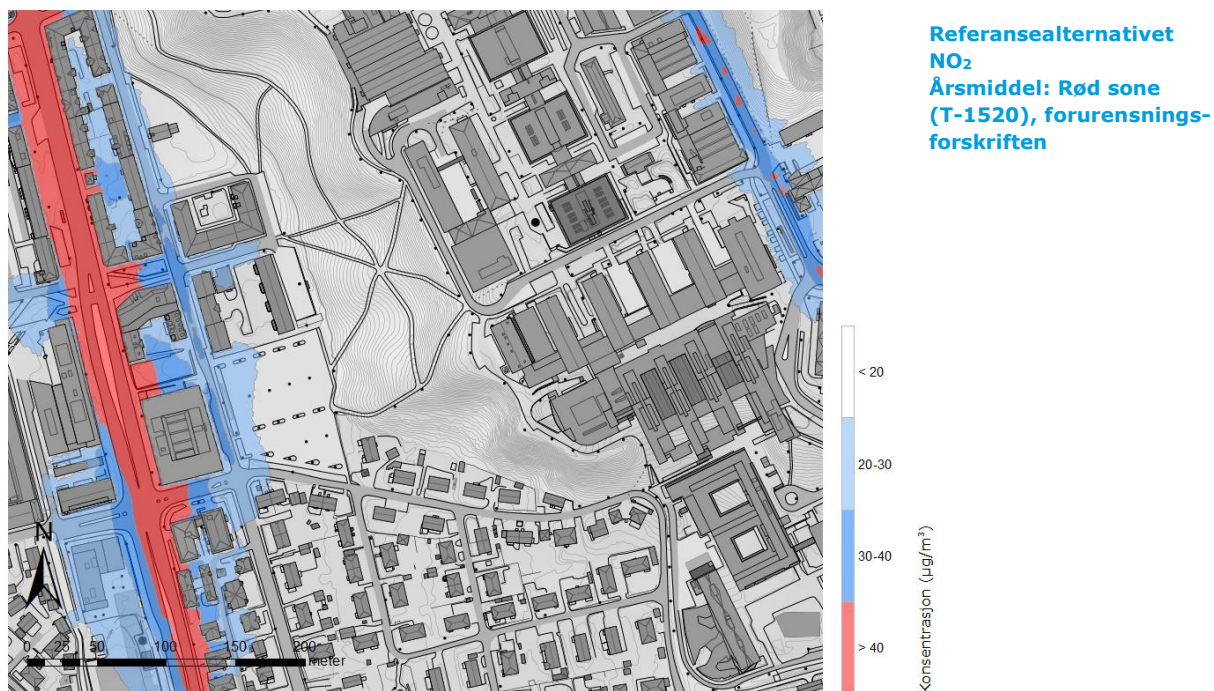 Referansealternativet
NO₂
Årsmiddel: Rød sone
(T-1520), forurensnings-
forskriften
< 20
20-30
30-40
> 40
Konsentrasjon (µg/m³)
N
0 25 50 100 150 200
meter